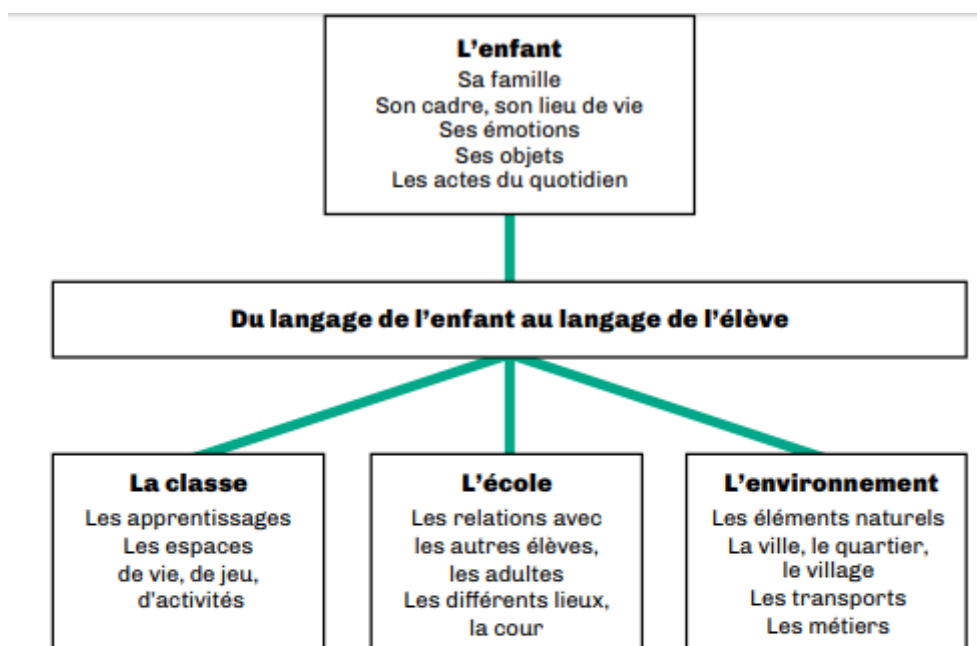 L’enfant
Sa famille
Son cadre, son lieu de vie
Ses émotions
Ses objets
Les actes du quotidien
Du langage de l’enfant au langage de l’élève
La classe
Les apprentissages
Les espaces
de vie, de jeu,
d'activités
L’école
Les relations avec
les autres élèves,
les adultes
Les différents lieux,
la cour
L’environnement
Les éléments naturels
La ville, le quartier,
le village
Les transports
Les métiers